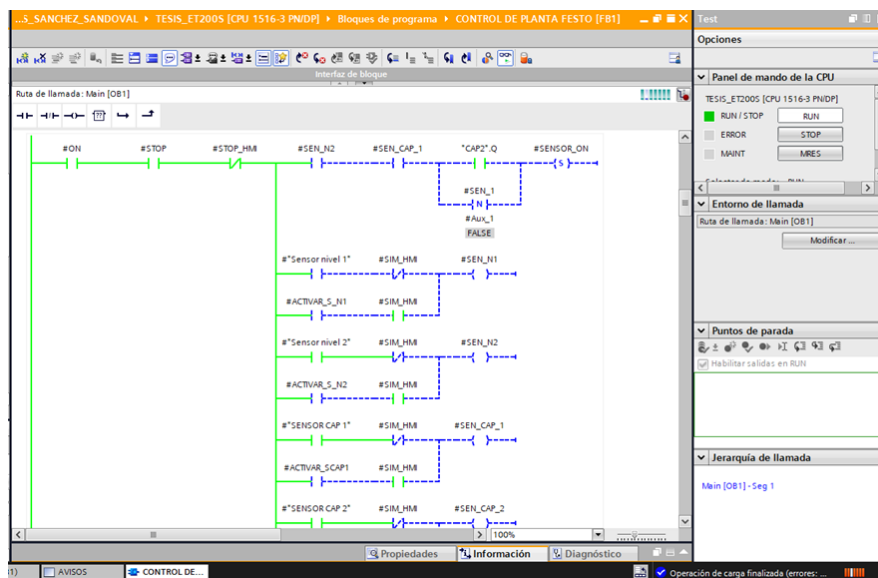 ...S_SANCHEZ_SANDOVAL ▸ TESIS_ET200S [CPU 1516-3 PN/DP] ▸ Bloques de programa ▸ CONTROL DE PLANTA FESTO [FB1]
Interfaz de bloque
Ruta de llamada: Main [OB1]
#ON #STOP #STOP_HMI #SEN_N2 #SEN_CAP_1 "CAP2".Q #SENSOR_ON
S
#SEN_1
N
#Aux_1
FALSE
#"Sensor nivel 1" #SIM_HMI #SEN_N1
#ACTIVAR_S_N1 #SIM_HMI
#"Sensor nivel 2" #SIM_HMI #SEN_N2
#ACTIVAR_S_N2 #SIM_HMI
#"SENSOR CAP 1" #SIM_HMI #SEN_CAP_1
#ACTIVAR_SCAP1 #SIM_HMI
#"SENSOR CAP 2" #SIM_HMI #SEN_CAP_2
100%
Propiedades Información Diagnóstico
AVISOS CONTROL DE...
Test
Opciones
Panel de mando de la CPU
TESIS_ET200S [CPU 1516-3 PN/DP]
RUN / STOP RUN
ERROR STOP
MAINT MRES
Entorno de llamada
Ruta de llamada: Main [OB1]
Modificar ...
Puntos de parada
Habilitar salidas en RUN
Jerarquía de llamada
Main [OB1] - Seg 1
Operación de carga finalizada (errores: ...